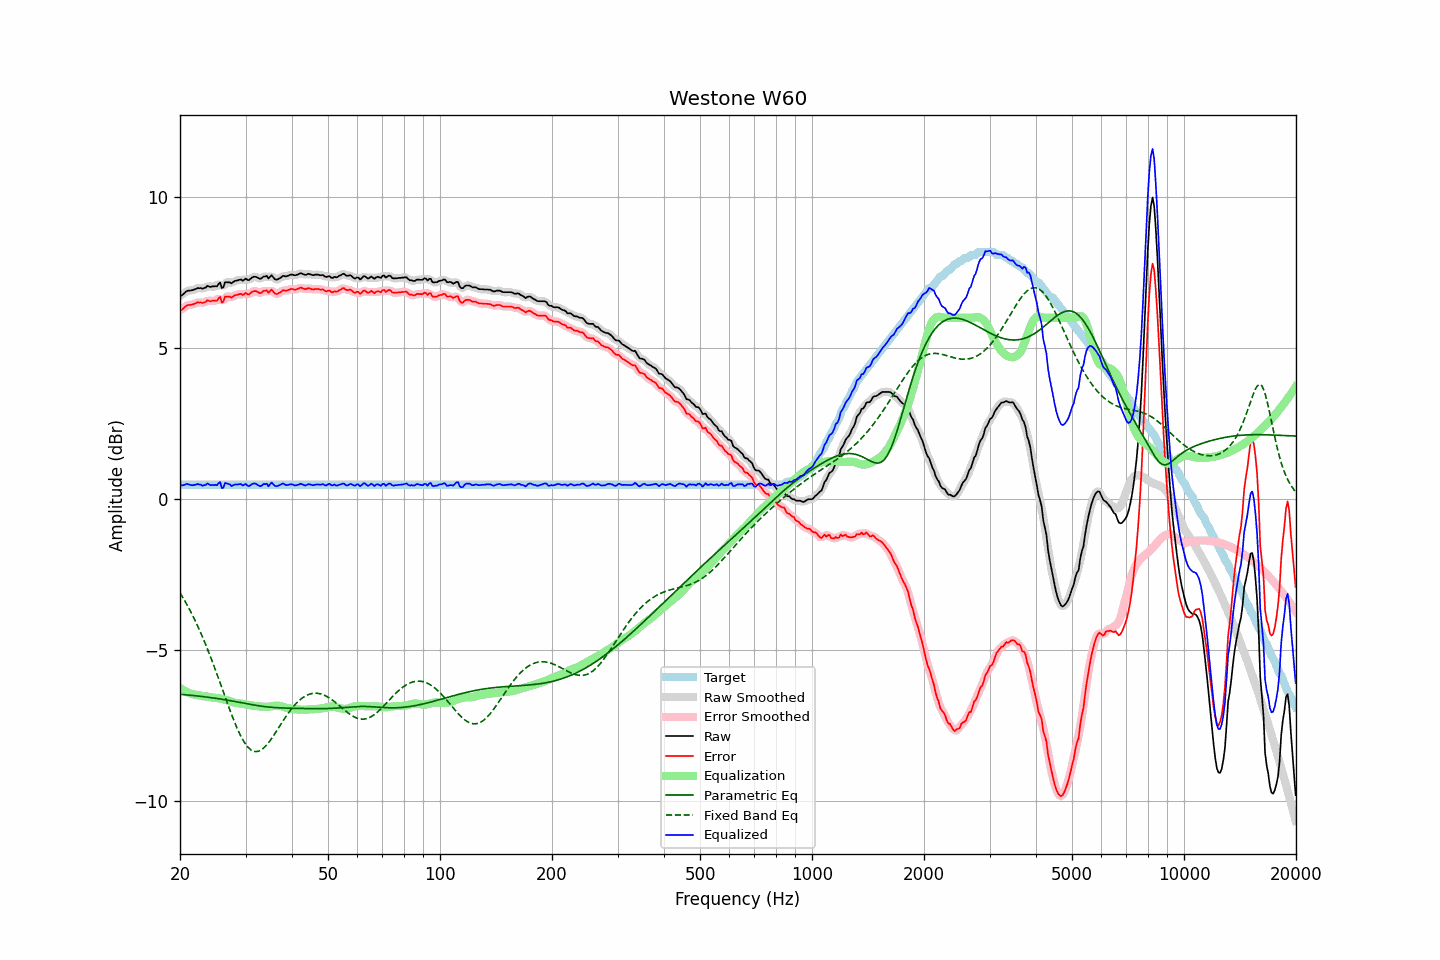 Westone W60
Amplitude (dBr)
10
5
0
−5
−10
Target
Raw Smoothed
Error Smoothed
Raw
Error
Equalization
Parametric Eq
Fixed Band Eq
Equalized
20 50 100 200 500 1000 2000 5000 10000 20000
Frequency (Hz)